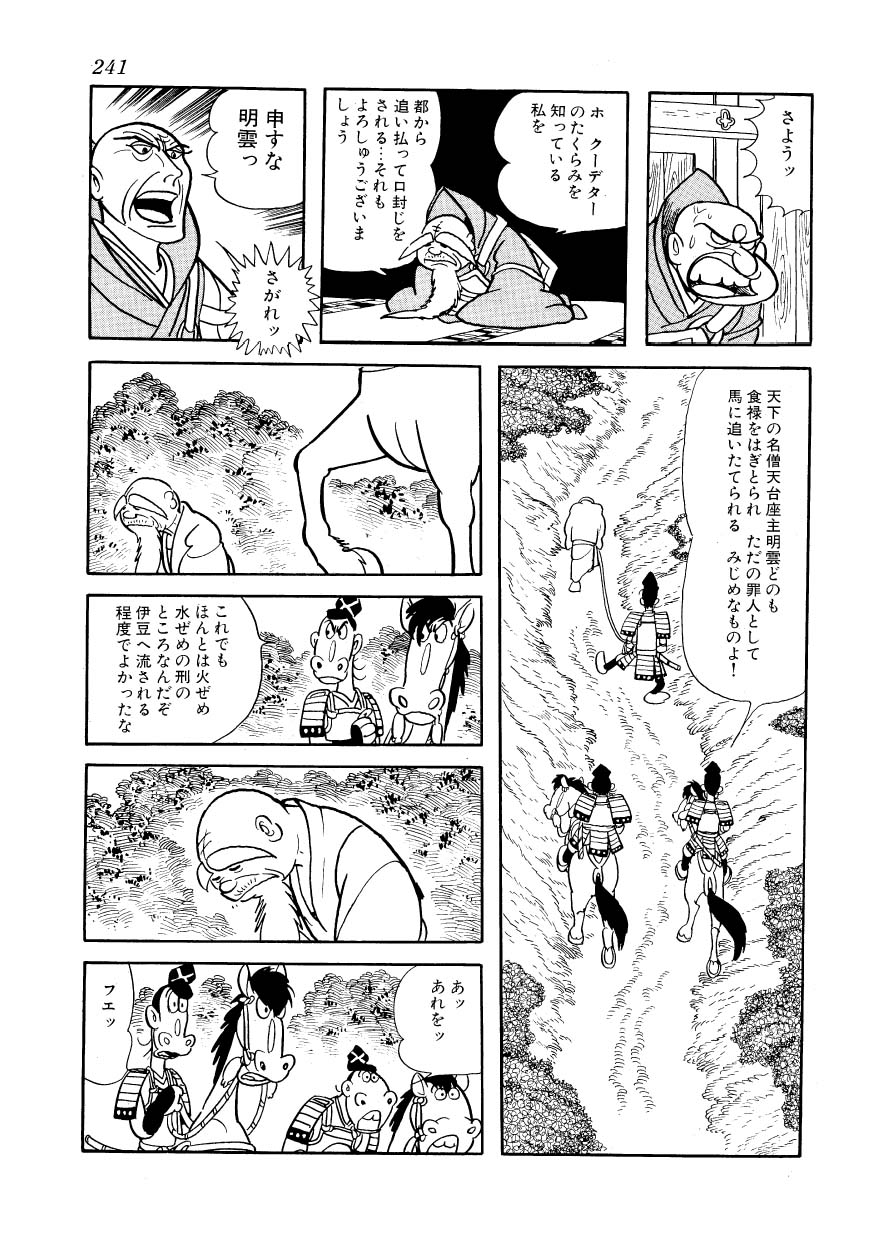 241
さようッ
ホ　クーデター
のたくらみを
知っている
私を
都から
追い払って口封じを
される…それも
よろしゅうございま
しょう
申すな
明雲っ
さがれッ
天下の名僧天台座主明雲どのも
食禄をはぎとられ　ただの罪人として
馬に追いたてられる　みじめなものよ！
これでも
ほんとは火ぜめ
水ぜめの刑の
ところなんだぞ
伊豆へ流される
程度でよかったな
あッ
あれをッ
フエッ